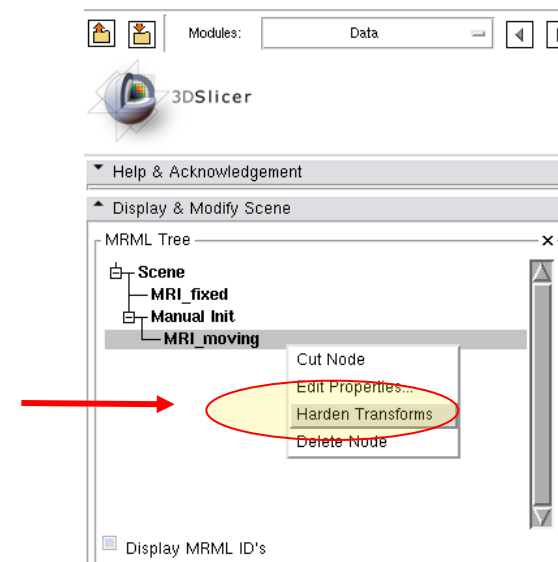 Modules: Data
3DSlicer
Help & Acknowledgement
Display & Modify Scene
MRML Tree
Scene
MRI_fixed
Manual Init
MRI_moving
Cut Node
Edit Properties...
Harden Transforms
Delete Node
Display MRML ID's